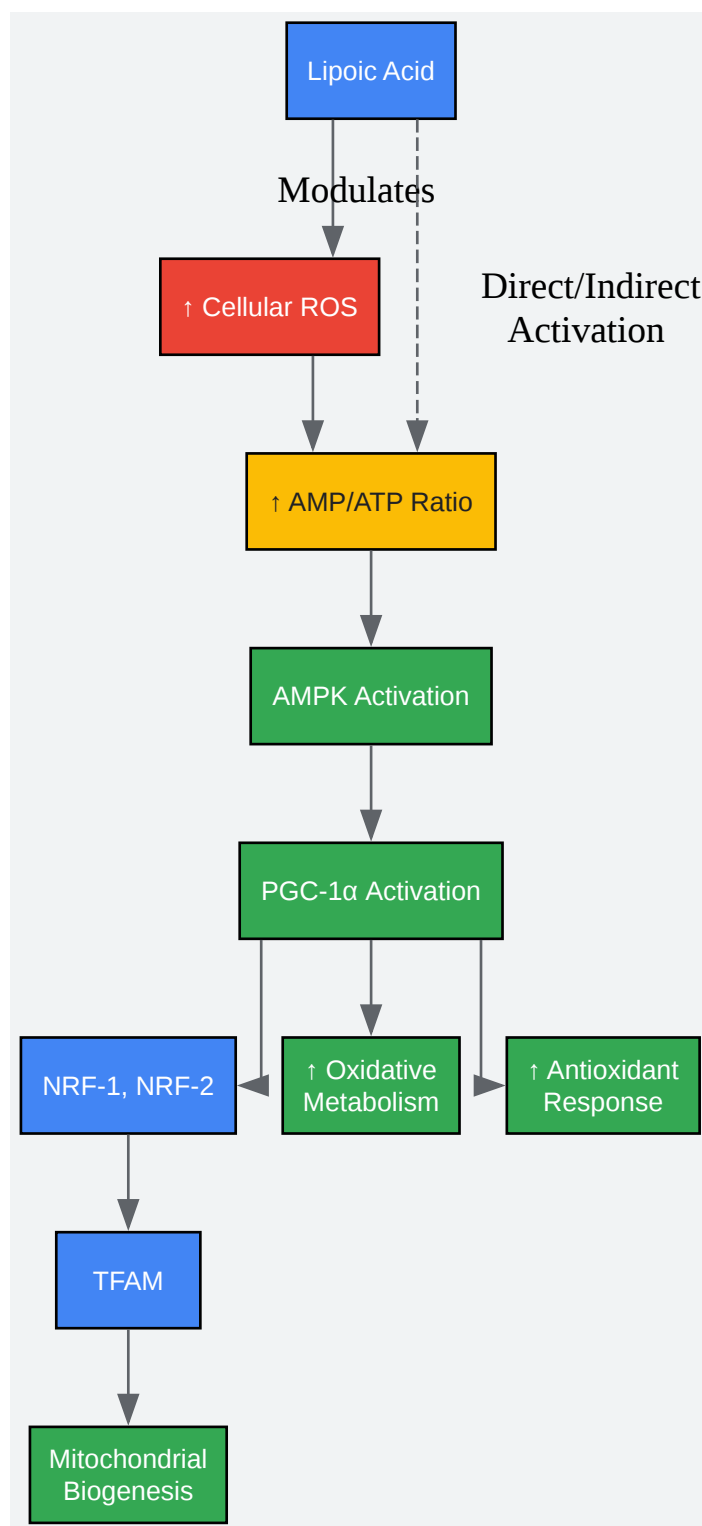 Lipoic Acid
Modulates
↑ Cellular ROS
Direct/Indirect
Activation
↑ AMP/ATP Ratio
AMPK Activation
PGC-1α Activation
NRF-1, NRF-2
↑ Oxidative
Metabolism
↑ Antioxidant
Response
TFAM
Mitochondrial
Biogenesis